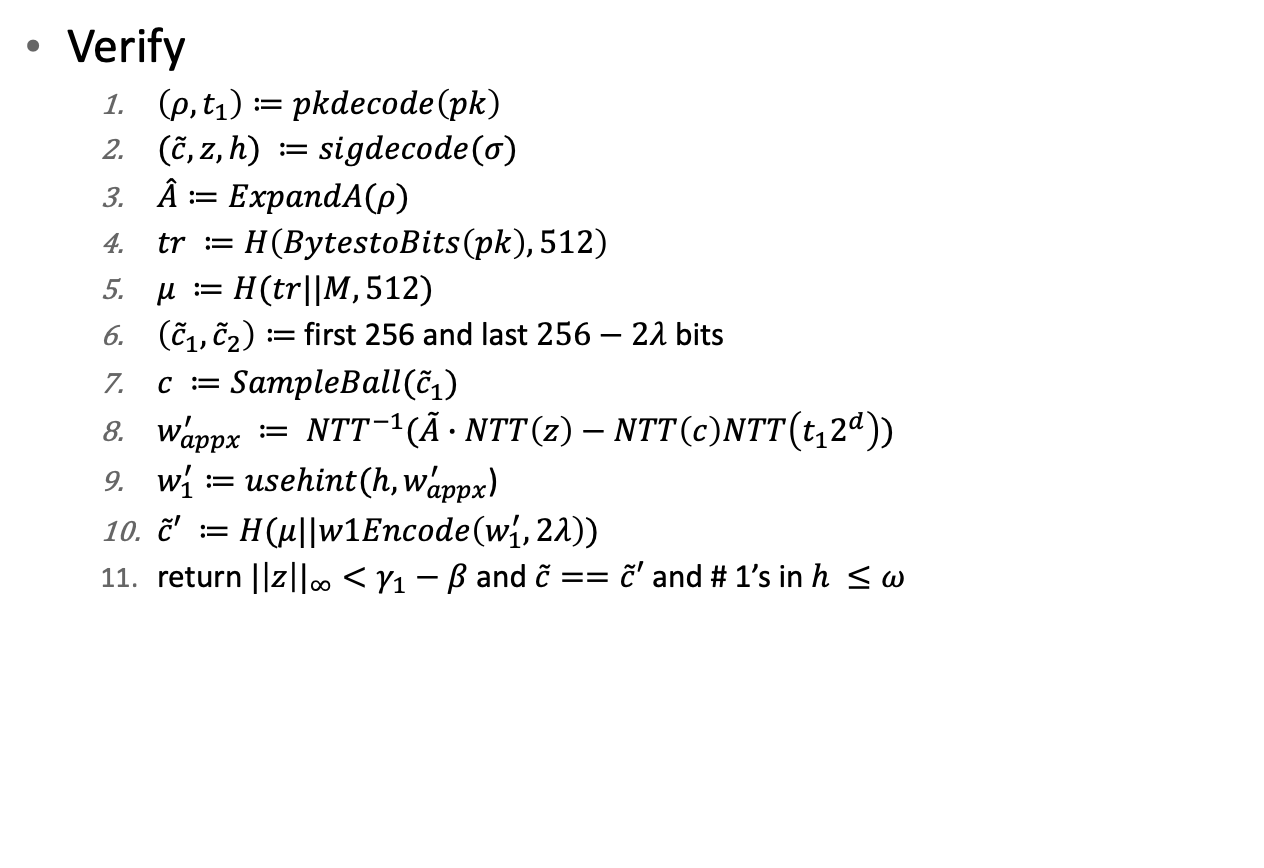 • Verify
1. (ρ, t₁) ≔ pkdecode(pk)
2. (c̃, z, h) ≔ sigdecode(σ)
3. Â ≔ ExpandA(ρ)
4. tr ≔ H(BytestoBits(pk), 512)
5. μ ≔ H(tr||M, 512)
6. (c̃₁, c̃₂) ≔ first 256 and last 256 − 2λ bits
7. c ≔ SampleBall(c̃₁)
8. w′appx ≔ NTT⁻¹(Ã · NTT(z) − NTT(c)NTT(t₁2ᵈ))
9. w′₁ ≔ usehint(h, w′appx)
10. c̃′ ≔ H(μ||w1Encode(w′₁, 2λ))
11. return ||z||∞ < γ₁ − β and c̃ == c̃′ and # 1’s in h ≤ ω